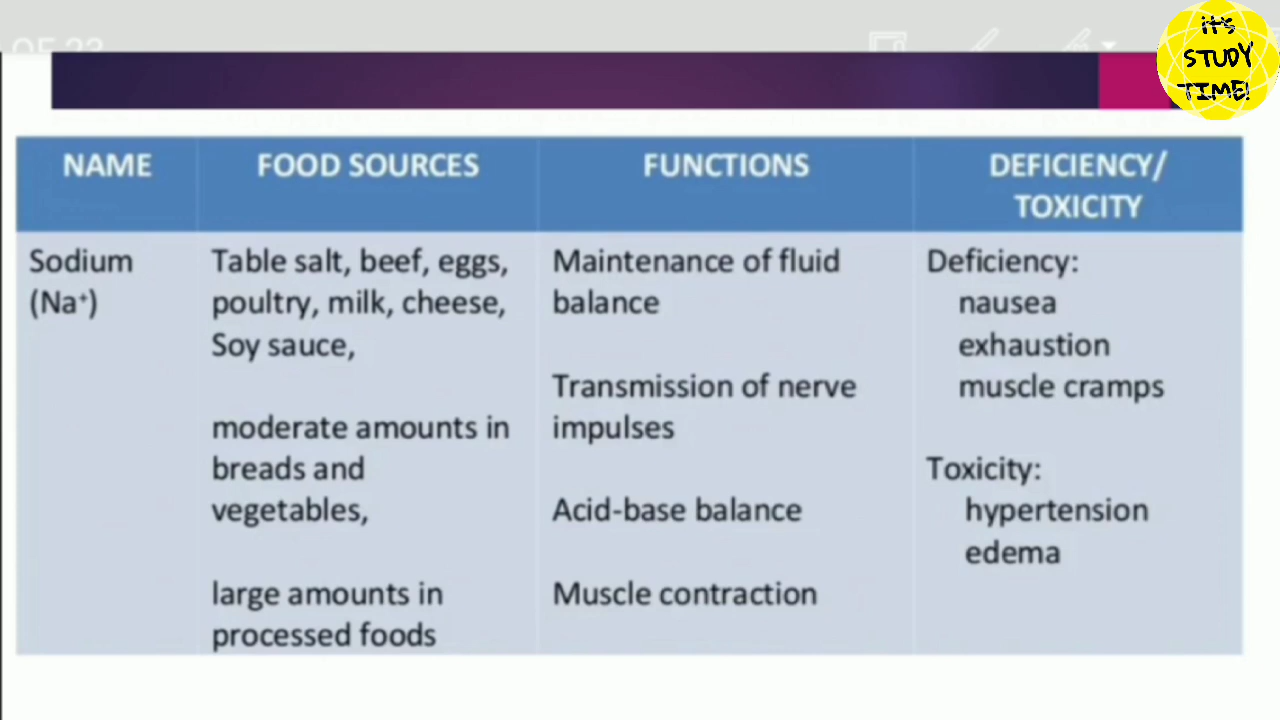 IT'S
STUDY
TIME!
NAME
FOOD SOURCES
FUNCTIONS
DEFICIENCY/
TOXICITY
Sodium
(Na⁺)
Table salt, beef, eggs,
poultry, milk, cheese,
Soy sauce,
moderate amounts in
breads and
vegetables,
large amounts in
processed foods
Maintenance of fluid
balance
Transmission of nerve
impulses
Acid-base balance
Muscle contraction
Deficiency:
nausea
exhaustion
muscle cramps
Toxicity:
hypertension
edema